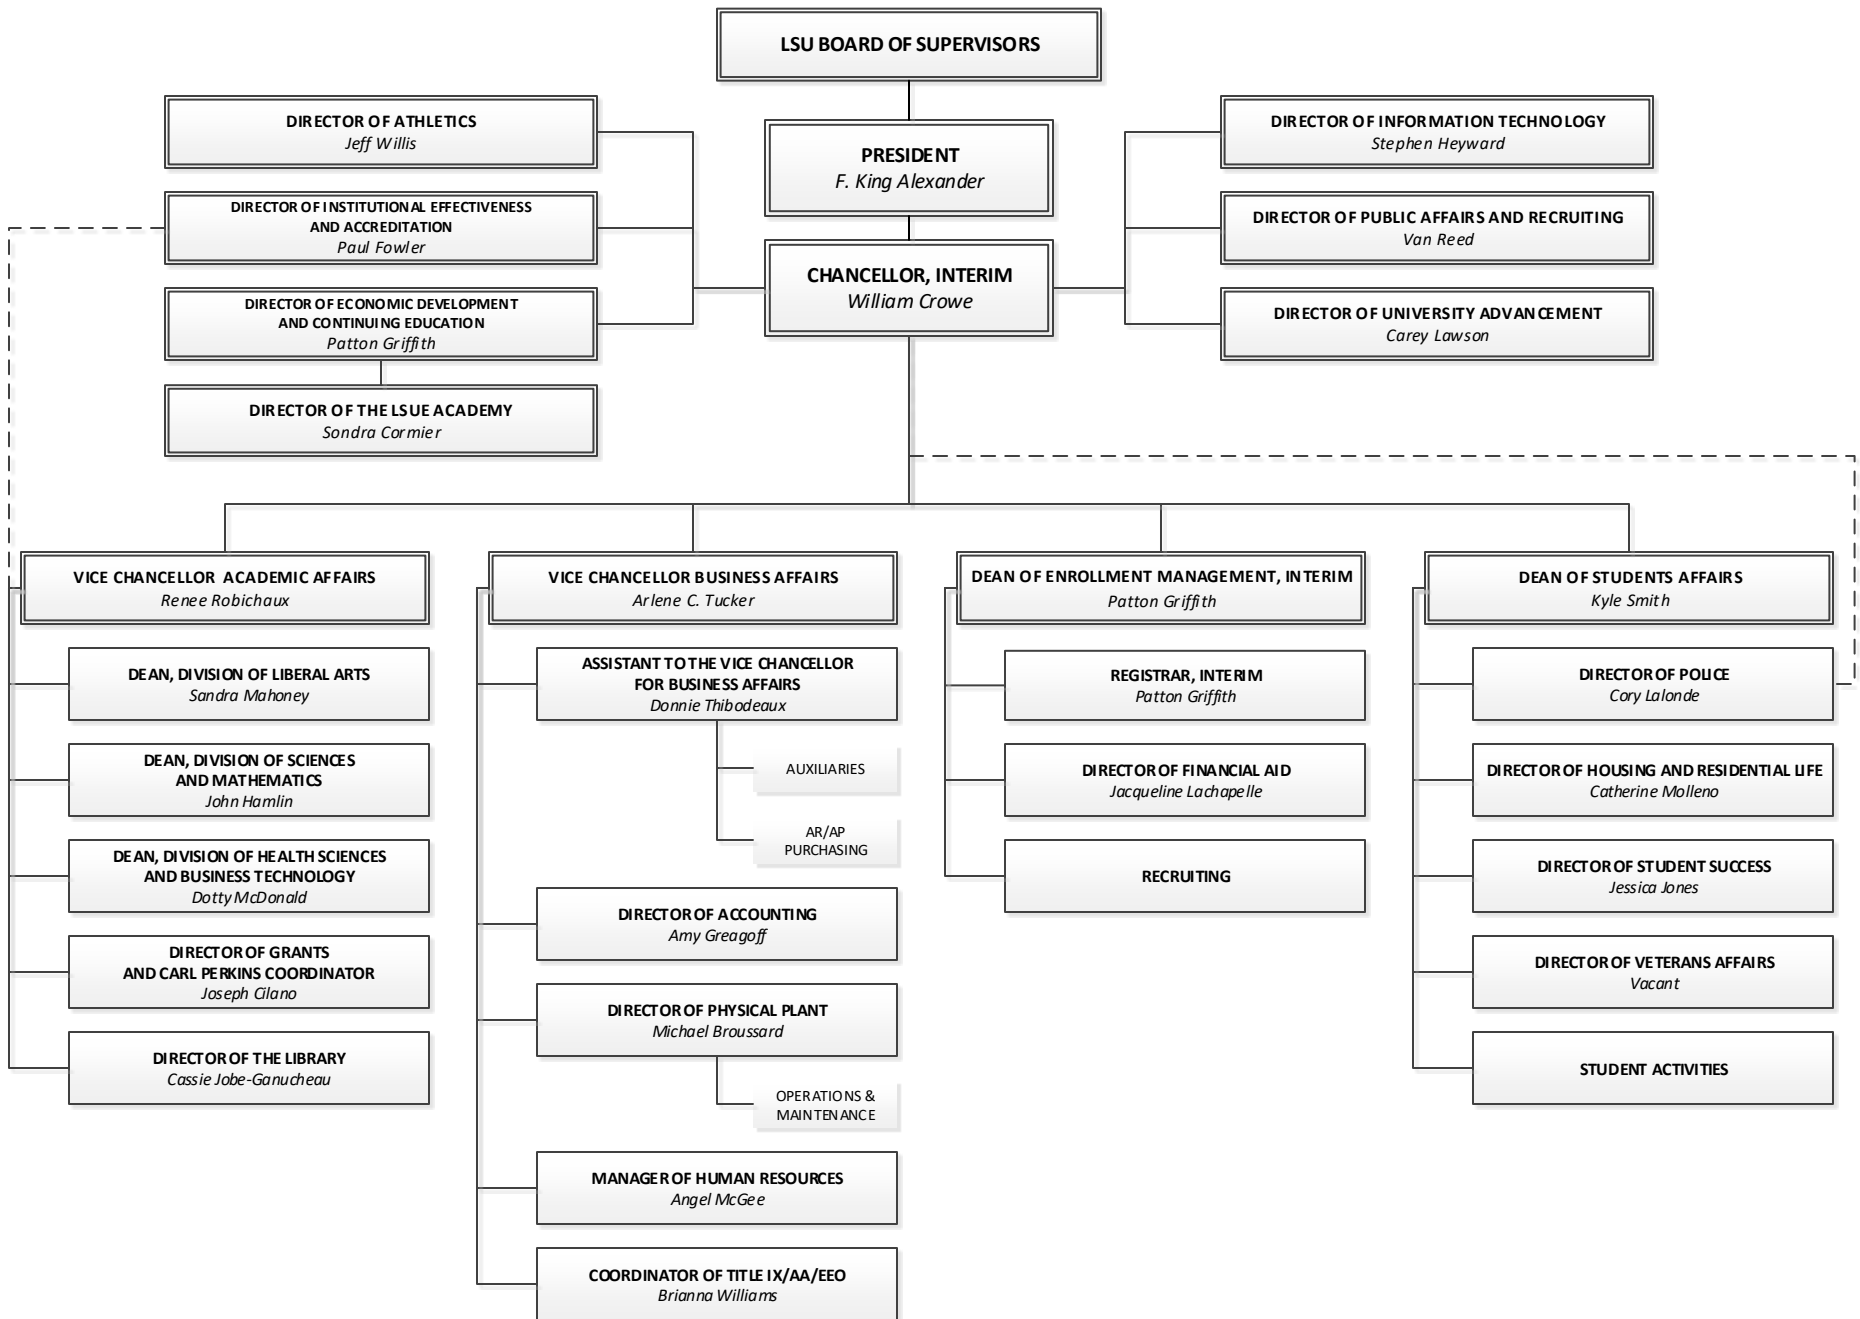 LSU BOARD OF SUPERVISORS
PRESIDENT
F. King Alexander
CHANCELLOR, INTERIM
William Crowe
DIRECTOR OF ATHLETICS
Jeff Willis
DIRECTOR OF INSTITUTIONAL EFFECTIVENESS
AND ACCREDITATION
Paul Fowler
DIRECTOR OF ECONOMIC DEVELOPMENT
AND CONTINUING EDUCATION
Patton Griffith
DIRECTOR OF THE LSUE ACADEMY
Sondra Cormier
DIRECTOR OF INFORMATION TECHNOLOGY
Stephen Heyward
DIRECTOR OF PUBLIC AFFAIRS AND RECRUITING
Van Reed
DIRECTOR OF UNIVERSITY ADVANCEMENT
Carey Lawson
VICE CHANCELLOR ACADEMIC AFFAIRS
Renee Robichaux
DEAN, DIVISION OF LIBERAL ARTS
Sandra Mahoney
DEAN, DIVISION OF SCIENCES
AND MATHEMATICS
John Hamlin
DEAN, DIVISION OF HEALTH SCIENCES
AND BUSINESS TECHNOLOGY
Dotty McDonald
DIRECTOR OF GRANTS
AND CARL PERKINS COORDINATOR
Joseph Cilano
DIRECTOR OF THE LIBRARY
Cassie Jobe-Ganucheau
VICE CHANCELLOR BUSINESS AFFAIRS
Arlene C. Tucker
ASSISTANT TO THE VICE CHANCELLOR
FOR BUSINESS AFFAIRS
Donnie Thibodeaux
AUXILIARIES
AR/AP
PURCHASING
DIRECTOR OF ACCOUNTING
Amy Greagoff
DIRECTOR OF PHYSICAL PLANT
Michael Broussard
OPERATIONS &
MAINTENANCE
MANAGER OF HUMAN RESOURCES
Angel McGee
COORDINATOR OF TITLE IX/AA/EEO
Brianna Williams
DEAN OF ENROLLMENT MANAGEMENT, INTERIM
Patton Griffith
REGISTRAR, INTERIM
Patton Griffith
DIRECTOR OF FINANCIAL AID
Jacqueline Lachapelle
RECRUITING
DEAN OF STUDENTS AFFAIRS
Kyle Smith
DIRECTOR OF POLICE
Cory Lalonde
DIRECTOR OF HOUSING AND RESIDENTIAL LIFE
Catherine Molleno
DIRECTOR OF STUDENT SUCCESS
Jessica Jones
DIRECTOR OF VETERANS AFFAIRS
Vacant
STUDENT ACTIVITIES